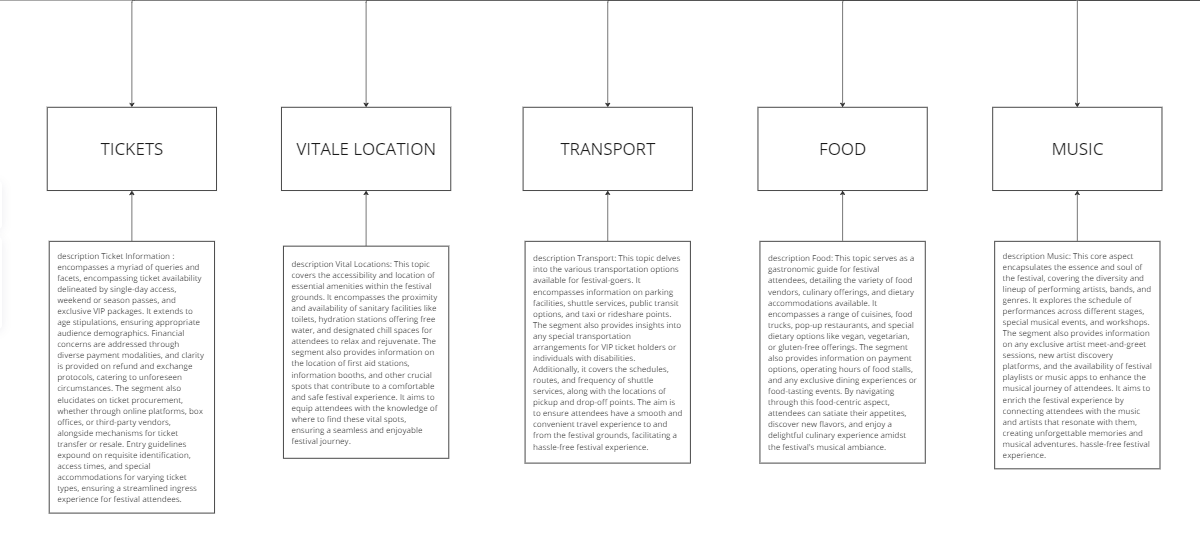 TICKETS
VITALE LOCATION
TRANSPORT
FOOD
MUSIC
description Ticket Information :
encompasses a myriad of queries and
facets, encompassing ticket availability
delineated by single-day access,
weekend or season passes, and
exclusive VIP packages. It extends to
age stipulations, ensuring appropriate
audience demographics. Financial
concerns are addressed through
diverse payment modalities, and clarity
is provided on refund and exchange
protocols, catering to unforeseen
circumstances. The segment also
elucidates on ticket procurement,
whether through online platforms, box
offices, or third-party vendors,
alongside mechanisms for ticket
transfer or resale. Entry guidelines
expound on requisite identification,
access times, and special
accommodations for varying ticket
types, ensuring a streamlined ingress
experience for festival attendees.
description Vital Locations: This topic
covers the accessibility and location of
essential amenities within the festival
grounds. It encompasses the proximity
and availability of sanitary facilities like
toilets, hydration stations offering free
water, and designated chill spaces for
attendees to relax and rejuvenate. The
segment also provides information on
the location of first aid stations,
information booths, and other crucial
spots that contribute to a comfortable
and safe festival experience. It aims to
equip attendees with the knowledge of
where to find these vital spots,
ensuring a seamless and enjoyable
festival journey.
description Transport: This topic delves
into the various transportation options
available for festival-goers. It
encompasses information on parking
facilities, shuttle services, public transit
options, and taxi or rideshare points.
The segment also provides insights into
any special transportation
arrangements for VIP ticket holders or
individuals with disabilities.
Additionally, it covers the schedules,
routes, and frequency of shuttle
services, along with the locations of
pickup and drop-off points. The aim is
to ensure attendees have a smooth and
convenient travel experience to and
from the festival grounds, facilitating a
hassle-free festival experience.
description Food: This topic serves as a
gastronomic guide for festival
attendees, detailing the variety of food
vendors, culinary offerings, and dietary
accommodations available. It
encompasses a range of cuisines, food
trucks, pop-up restaurants, and special
dietary options like vegan, vegetarian,
or gluten-free offerings. The segment
also provides information on payment
options, operating hours of food stalls,
and any exclusive dining experiences or
food-tasting events. By navigating
through this food-centric aspect,
attendees can satiate their appetites,
discover new flavors, and enjoy a
delightful culinary experience amidst
the festival's musical ambiance.
description Music: This core aspect
encapsulates the essence and soul of
the festival, covering the diversity and
lineup of performing artists, bands, and
genres. It explores the schedule of
performances across different stages,
special musical events, and workshops.
The segment also provides information
on any exclusive artist meet-and-greet
sessions, new artist discovery
platforms, and the availability of festival
playlists or music apps to enhance the
musical journey of attendees. It aims to
enrich the festival experience by
connecting attendees with the music
and artists that resonate with them,
creating unforgettable memories and
musical adventures. hassle-free festival
experience.